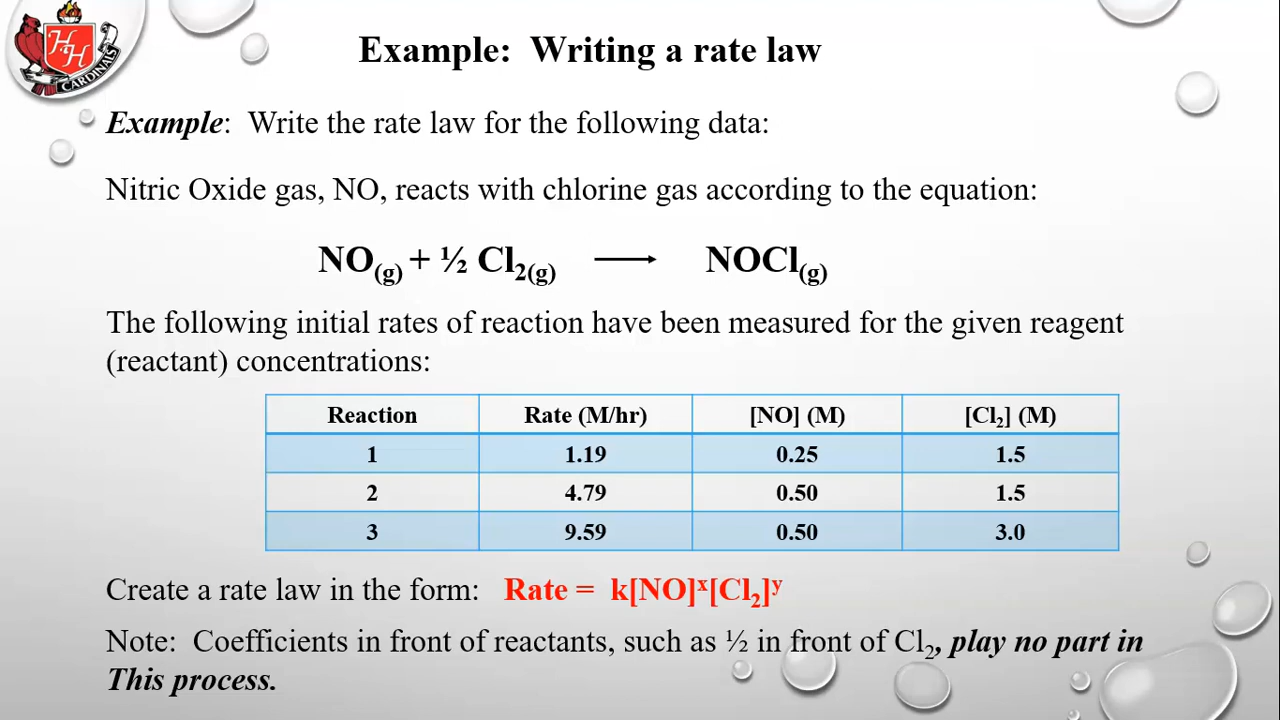 H H
CARDINALS
Example: Writing a rate law
Example: Write the rate law for the following data:
Nitric Oxide gas, NO, reacts with chlorine gas according to the equation:
NO(g) + ½ Cl2(g) ⟶ NOCl(g)
The following initial rates of reaction have been measured for the given reagent
(reactant) concentrations:
Reaction Rate (M/hr) [NO] (M) [Cl₂] (M)
1 1.19 0.25 1.5
2 4.79 0.50 1.5
3 9.59 0.50 3.0
Create a rate law in the form: Rate = k[NO]ˣ[Cl₂]ʸ
Note: Coefficients in front of reactants, such as ½ in front of Cl₂, play no part in
This process.